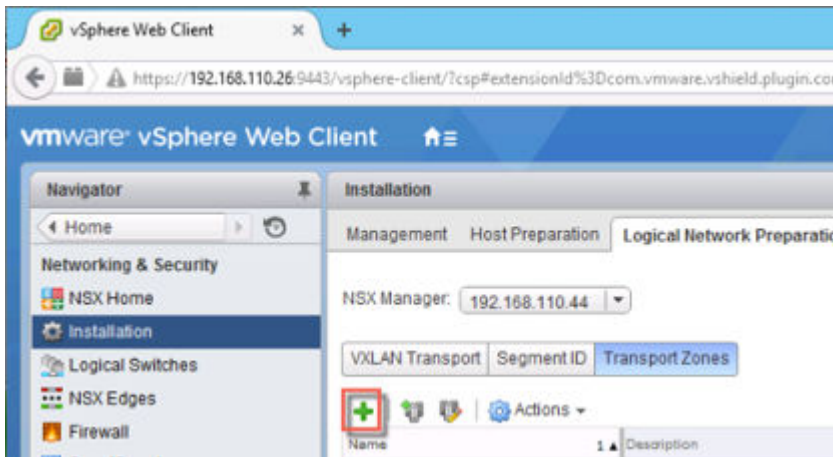 vSphere Web Client
https://192.168.110.26:9443/vsphere-client/?csp#extensionId%3Dcom.vmware.vshield.plugin.co
vmware vSphere Web Client
Navigator
Home
Networking & Security
NSX Home
Installation
Logical Switches
NSX Edges
Firewall
Installation
Management Host Preparation Logical Network Preparatio
NSX Manager: 192.168.110.44
VXLAN Transport Segment ID Transport Zones
Actions
Name 1 Description